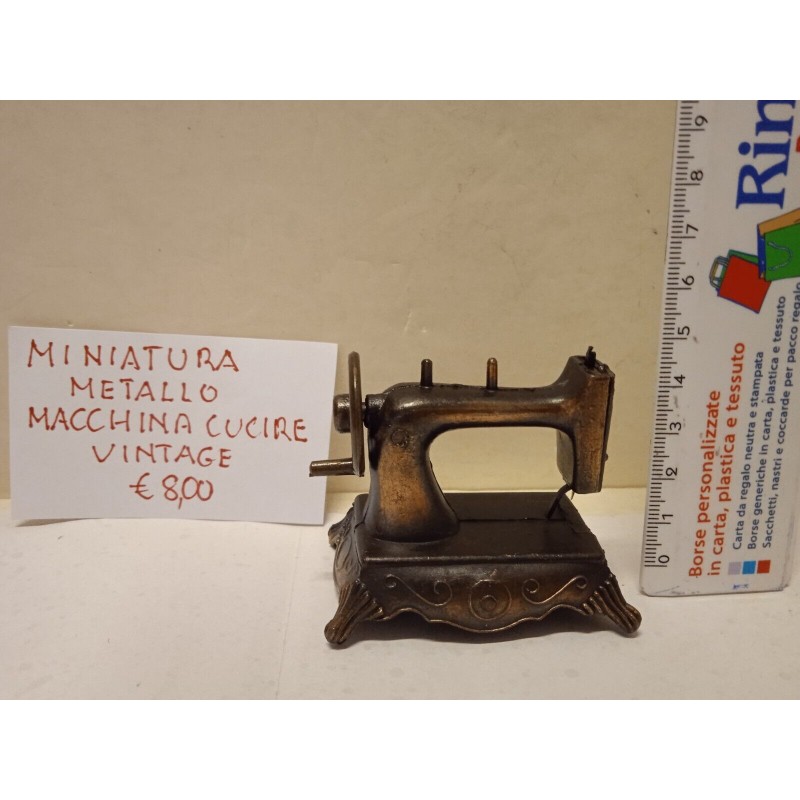 MINIATURA
METALLO
MACCHINA CUCIRE
VINTAGE
€ 8,00
0 1 2 3 4 5 6 7 8 9
Rin
Borse personalizzate
in carta, plastica e tessuto
Carta da regalo neutra e stampata
Borse generiche in carta, plastica e tessuto
Sacchetti, nastri e coccarde per pacco regalo